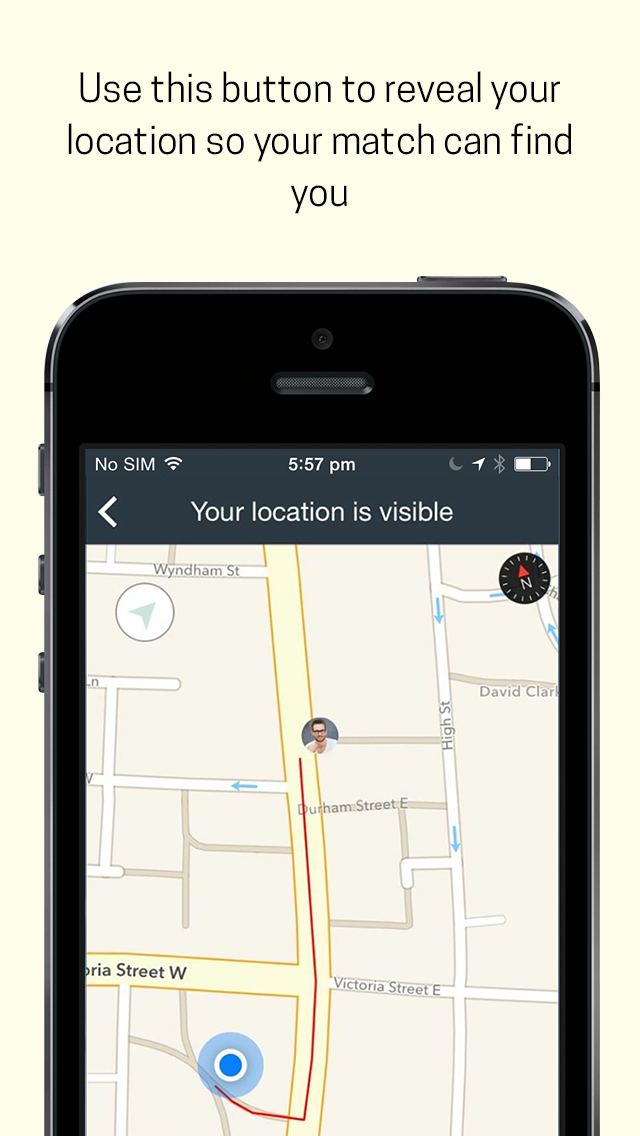 Use this button to reveal your
location so your match can find
you
No SIM
5:57 pm
Your location is visible
Wyndham St
N
Ln
David Clark
High St
Durham Street E
oria Street W
Victoria Street E